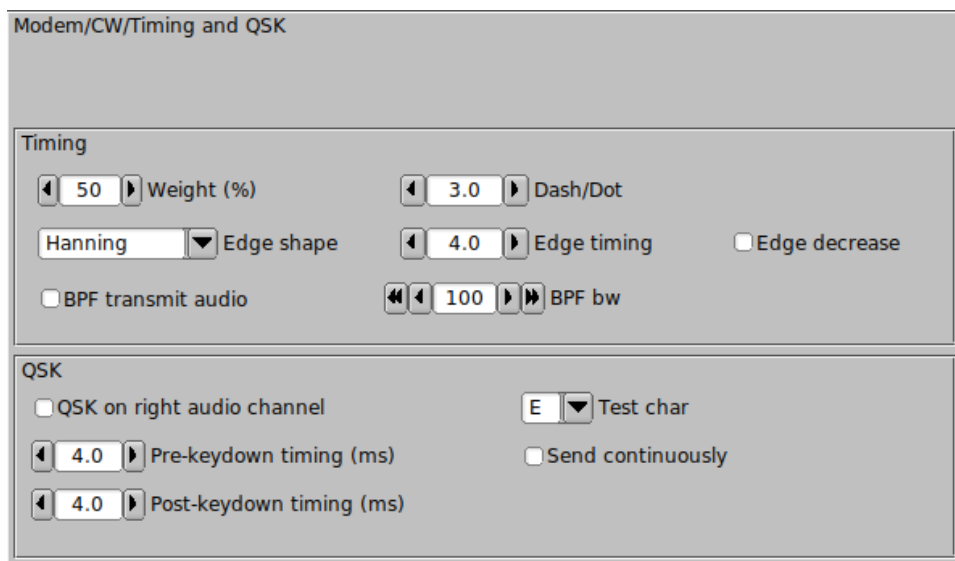 Modem/CW/Timing and QSK
Timing
50 Weight (%) 3.0 Dash/Dot
Hanning Edge shape 4.0 Edge timing Edge decrease
BPF transmit audio 100 BPF bw
QSK
QSK on right audio channel E Test char
4.0 Pre-keydown timing (ms) Send continuously
4.0 Post-keydown timing (ms)